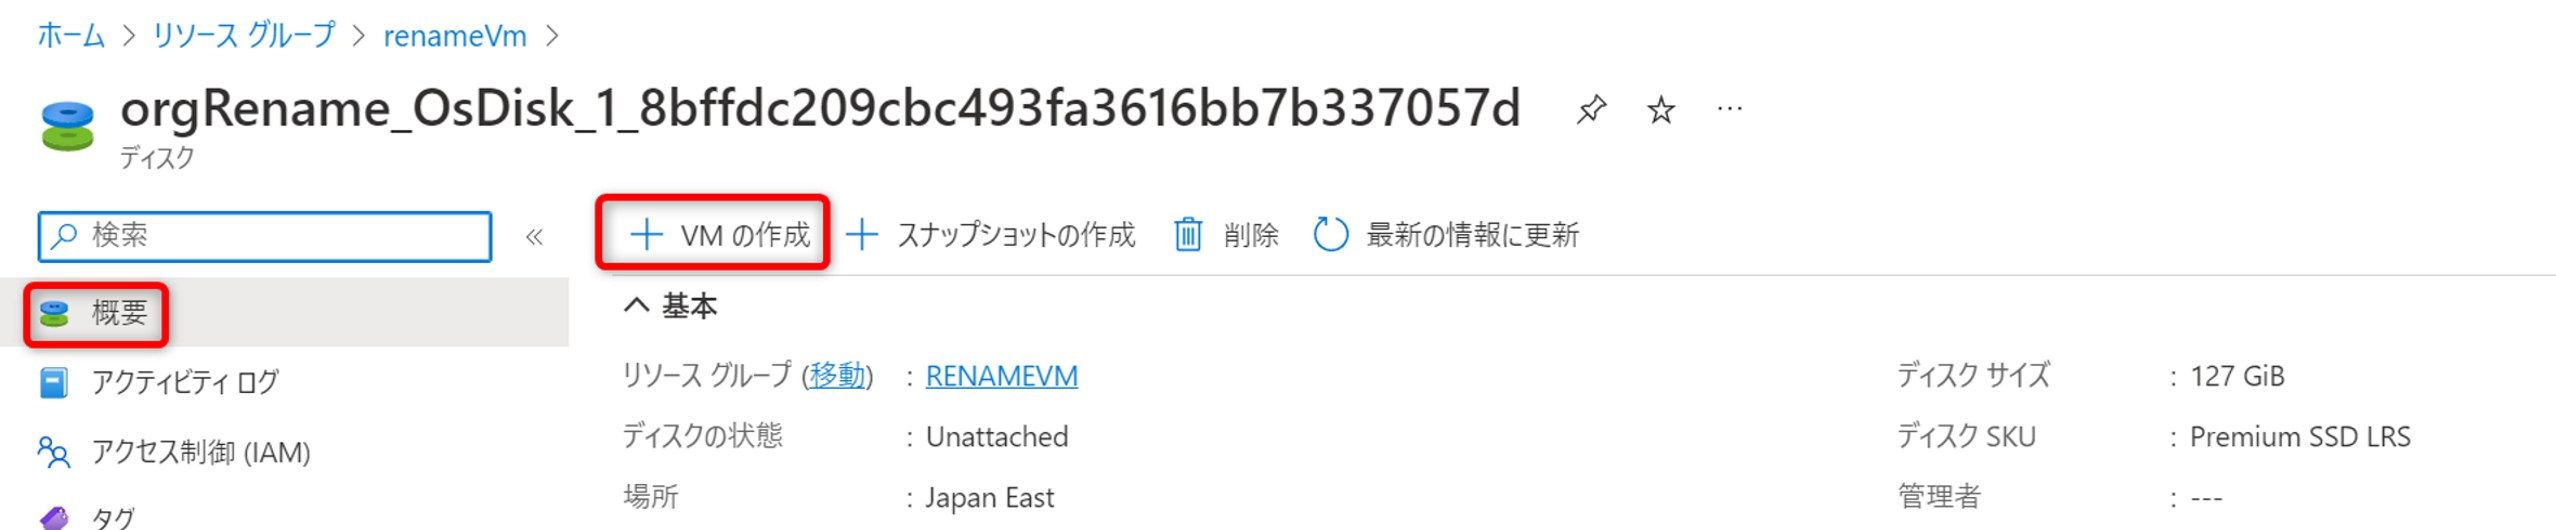 ホーム > リソース グループ > renameVm >
orgRename_OsDisk_1_8bffdc209cbc493fa3616bb7b337057d ☆ …
ディスク
検索 «
+ VM の作成 + スナップショットの作成 削除 最新の情報に更新
概要
アクティビティ ログ
アクセス制御 (IAM)
タグ
基本
リソース グループ (移動) : RENAMEVM
ディスクの状態 : Unattached
場所 : Japan East
ディスク サイズ : 127 GiB
ディスク SKU : Premium SSD LRS
管理者 : ---